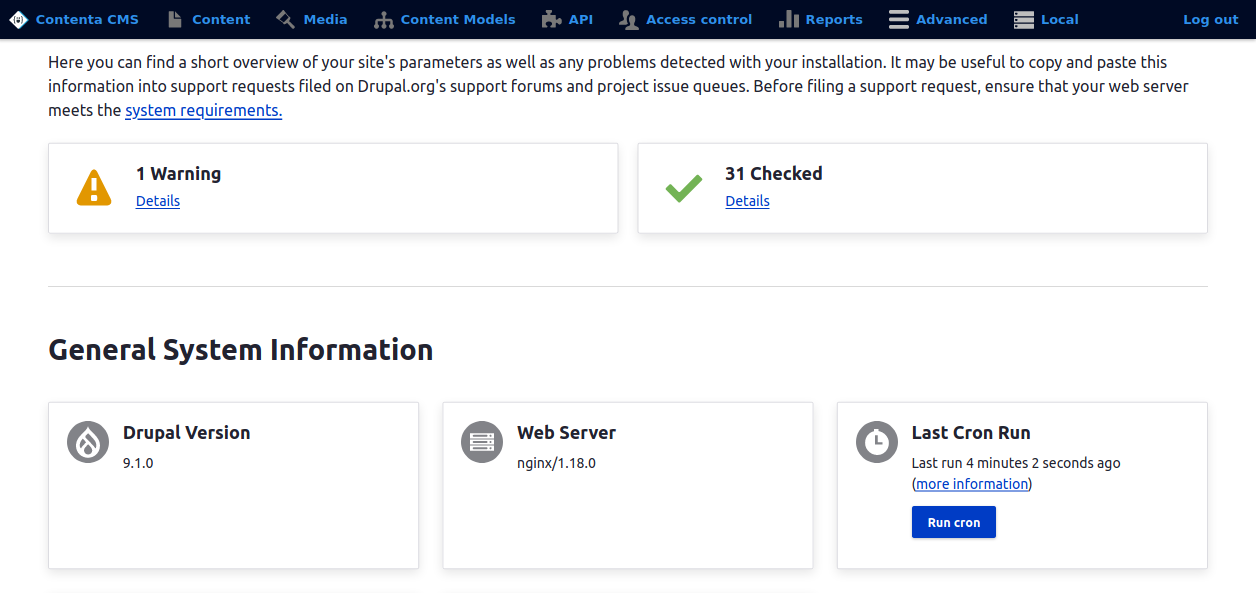 Contenta CMS Content Media Content Models API Access control Reports Advanced Local Log out
Here you can find a short overview of your site's parameters as well as any problems detected with your installation. It may be useful to copy and paste this
information into support requests filed on Drupal.org's support forums and project issue queues. Before filing a support request, ensure that your web server
meets the system requirements.
1 Warning
Details
31 Checked
Details
General System Information
Drupal Version
9.1.0
Web Server
nginx/1.18.0
Last Cron Run
Last run 4 minutes 2 seconds ago
(more information)
Run cron